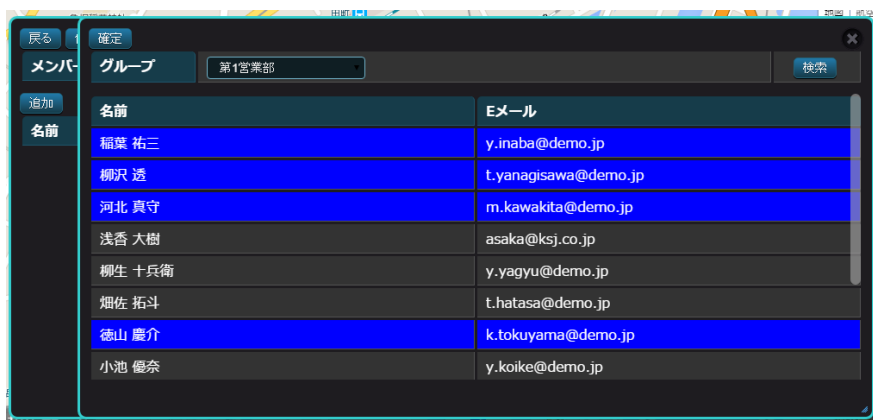 戻る
確定
メンバー
グループ
第1営業部
検索
追加
名前
名前 Eメール
稲葉 祐三 y.inaba@demo.jp
柳沢 透 t.yanagisawa@demo.jp
河北 真守 m.kawakita@demo.jp
浅香 大樹 asaka@ksj.co.jp
柳生 十兵衛 y.yagyu@demo.jp
畑佐 拓斗 t.hatasa@demo.jp
徳山 慶介 k.tokuyama@demo.jp
小池 優奈 y.koike@demo.jp